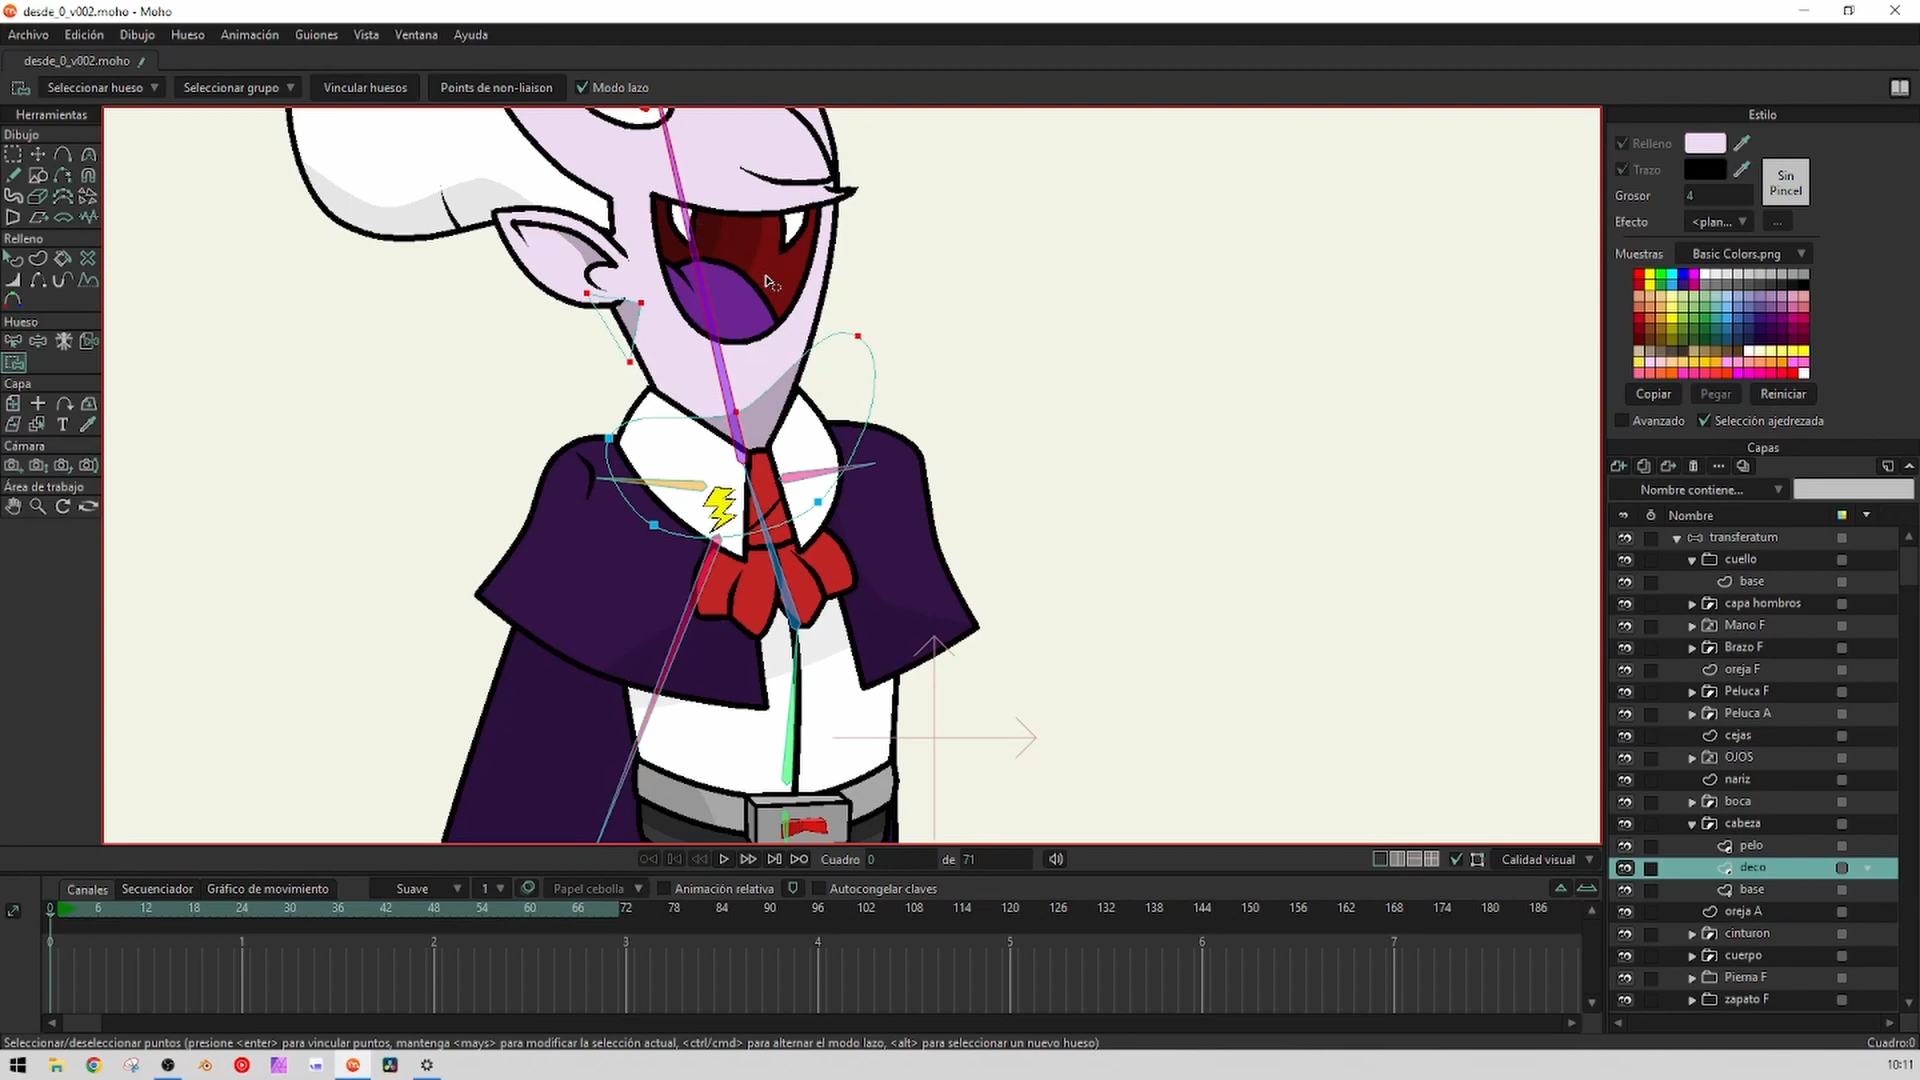 desde_0_v002.moho - Moho
Archivo Edición Dibujo Hueso Animación Guiones Vista Ventana Ayuda
desde_0_v002.moho
Seleccionar hueso Seleccionar grupo Vincular huesos Points de non-liaison Modo lazo
Herramientas
Dibujo
Relleno
Hueso
Capa
Cámara
Área de trabajo
Estilo
Relleno
Trazo
Sin Pincel
Grosor 4
Efecto <plan... ...
Muestras Basic Colors.png
Copiar Pegar Reiniciar
Avanzado Selección ajedrezada
Capas
Nombre contiene...
Nombre
transferatum
cuello
base
capa hombros
Mano F
Brazo F
oreja F
Peluca F
Peluca A
cejas
OJOS
nariz
boca
cabeza
pelo
deco
base
oreja A
cinturon
cuerpo
Pierna F
zapato F
Cuadro 0 de 71 Calidad visual
Canales Secuenciador Gráfico de movimiento Suave 1 Papel cebolla Animación relativa Autocongelar claves
0 6 12 18 24 30 36 42 48 54 60 66 72 78 84 90 96 102 108 114 120 126 132 138 144 150 156 162 168 174 180 186
0 1 2 3 4 5 6 7
Seleccionar/deseleccionar puntos (presione <enter> para vincular puntos, mantenga <mays> para modificar la selección actual, <ctrl/cmd> para alternar el modo lazo, <alt> para seleccionar un nuevo hueso) Cuadro:0
10:11